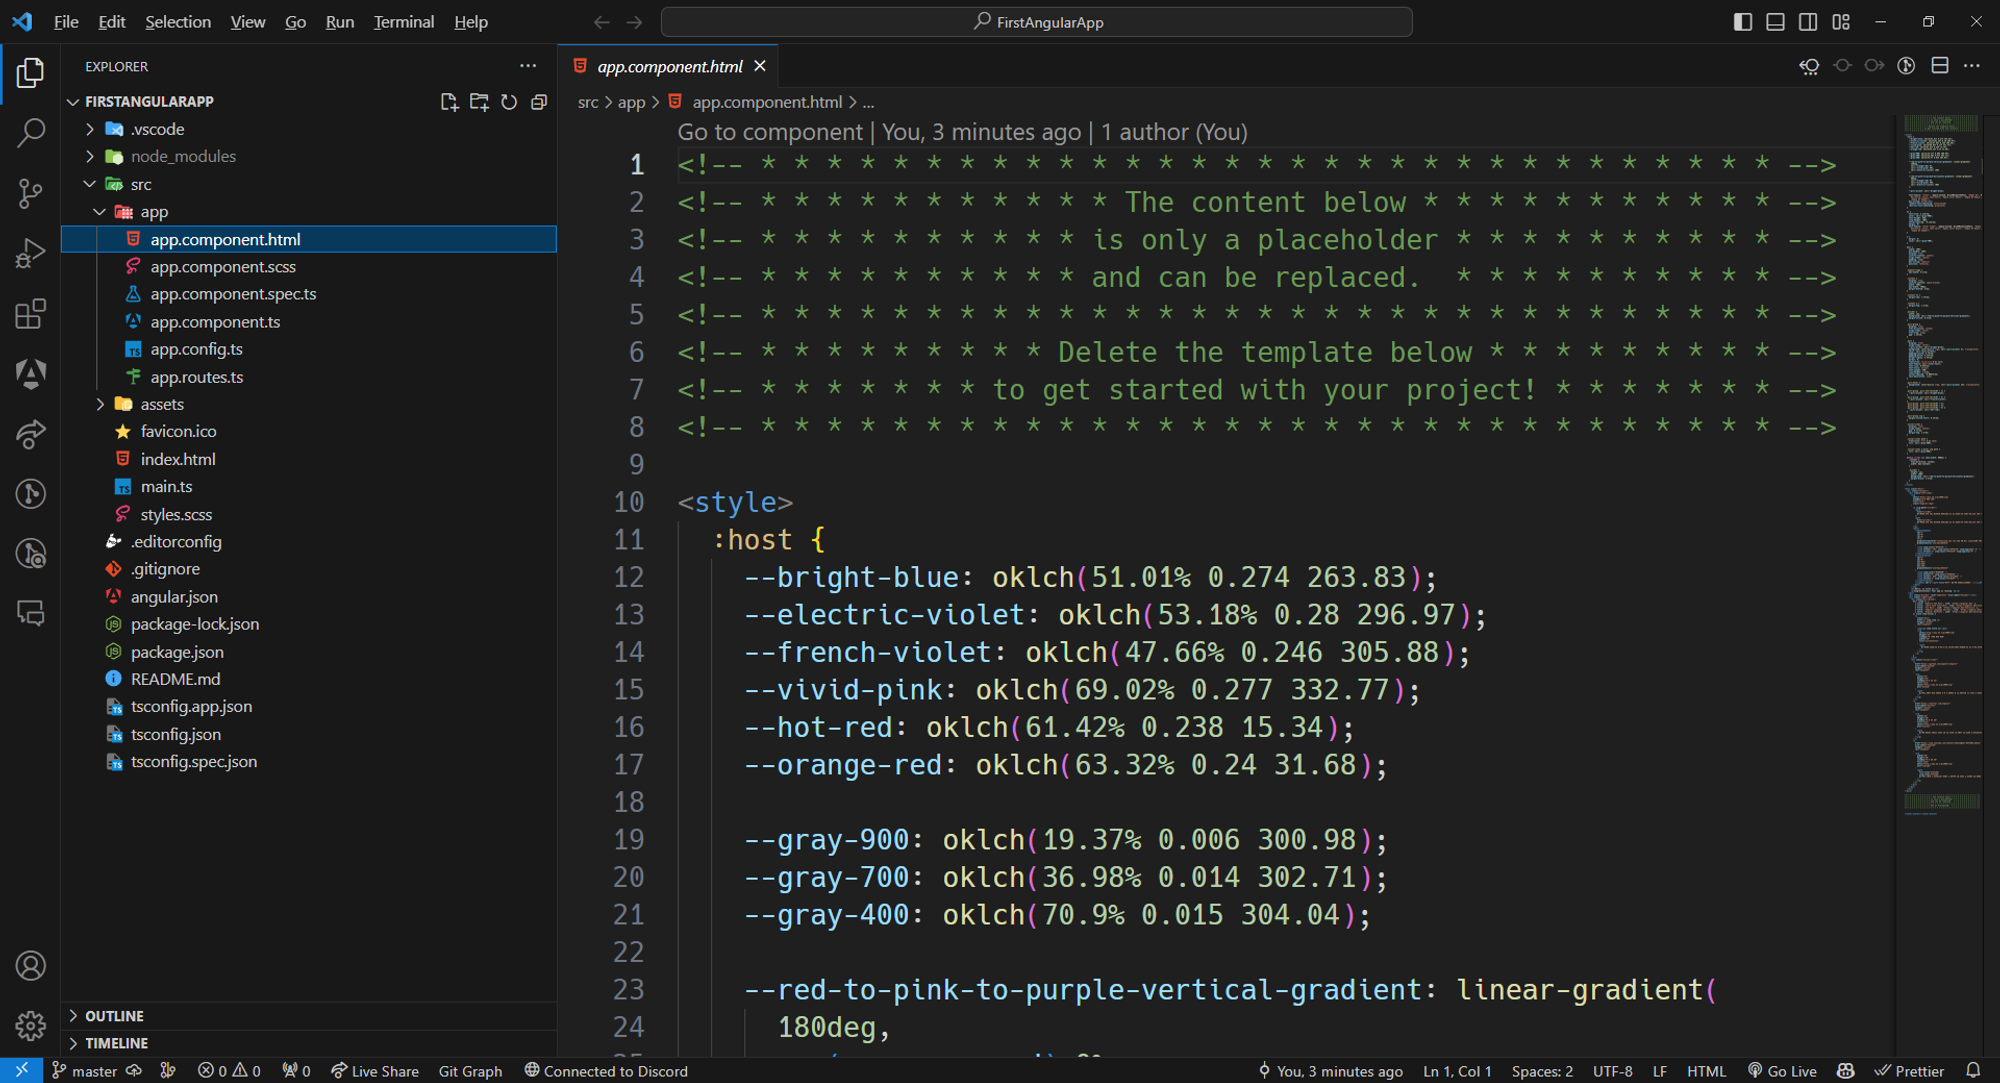 File Edit Selection View Go Run Terminal Help
FirstAngularApp
EXPLORER
FIRSTANGULARAPP
.vscode
node_modules
src
app
app.component.html
app.component.scss
app.component.spec.ts
app.component.ts
app.config.ts
app.routes.ts
assets
favicon.ico
index.html
main.ts
styles.scss
.editorconfig
.gitignore
angular.json
package-lock.json
package.json
README.md
tsconfig.app.json
tsconfig.json
tsconfig.spec.json
OUTLINE
TIMELINE
app.component.html
src > app > app.component.html > ...
Go to component | You, 3 minutes ago | 1 author (You)
1 <!-- * * * * * * * * * * * * * * * * * * * * * * * * * * * * * * * -->
2 <!-- * * * * * * * * * * * The content below * * * * * * * * * * * -->
3 <!-- * * * * * * * * * * is only a placeholder * * * * * * * * * * -->
4 <!-- * * * * * * * * * * and can be replaced.  * * * * * * * * * * -->
5 <!-- * * * * * * * * * * * * * * * * * * * * * * * * * * * * * * * -->
6 <!-- * * * * * * * * * Delete the template below * * * * * * * * * -->
7 <!-- * * * * * * * to get started with your project! * * * * * * * -->
8 <!-- * * * * * * * * * * * * * * * * * * * * * * * * * * * * * * * -->
9
10 <style>
11 :host {
12 --bright-blue: oklch(51.01% 0.274 263.83);
13 --electric-violet: oklch(53.18% 0.28 296.97);
14 --french-violet: oklch(47.66% 0.246 305.88);
15 --vivid-pink: oklch(69.02% 0.277 332.77);
16 --hot-red: oklch(61.42% 0.238 15.34);
17 --orange-red: oklch(63.32% 0.24 31.68);
18
19 --gray-900: oklch(19.37% 0.006 300.98);
20 --gray-700: oklch(36.98% 0.014 302.71);
21 --gray-400: oklch(70.9% 0.015 304.04);
22
23 --red-to-pink-to-purple-vertical-gradient: linear-gradient(
24 180deg,
master 0 0 0 Live Share Git Graph Connected to Discord You, 3 minutes ago Ln 1, Col 1 Spaces: 2 UTF-8 LF HTML Go Live Prettier